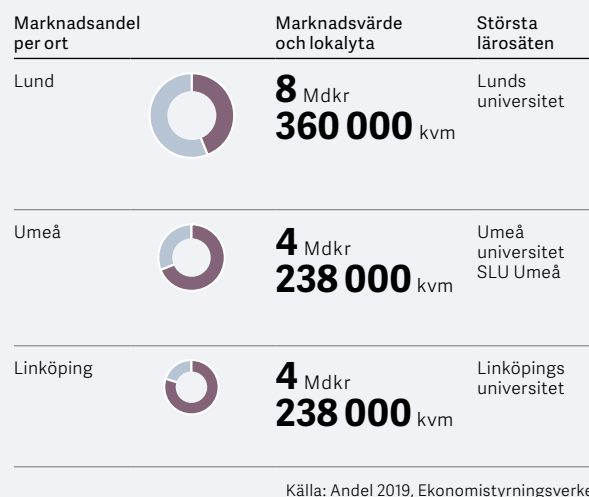 Marknadsandel
per ort
Marknadsvärde
och lokalyta
Största
lärosäten
Lund
8 Mdkr
360 000 kvm
Lunds
universitet
Umeå
4 Mdkr
238 000 kvm
Umeå
universitet
SLU Umeå
Linköping
4 Mdkr
238 000 kvm
Linköpings
universitet
Källa: Andel 2019, Ekonomistyrningsverke